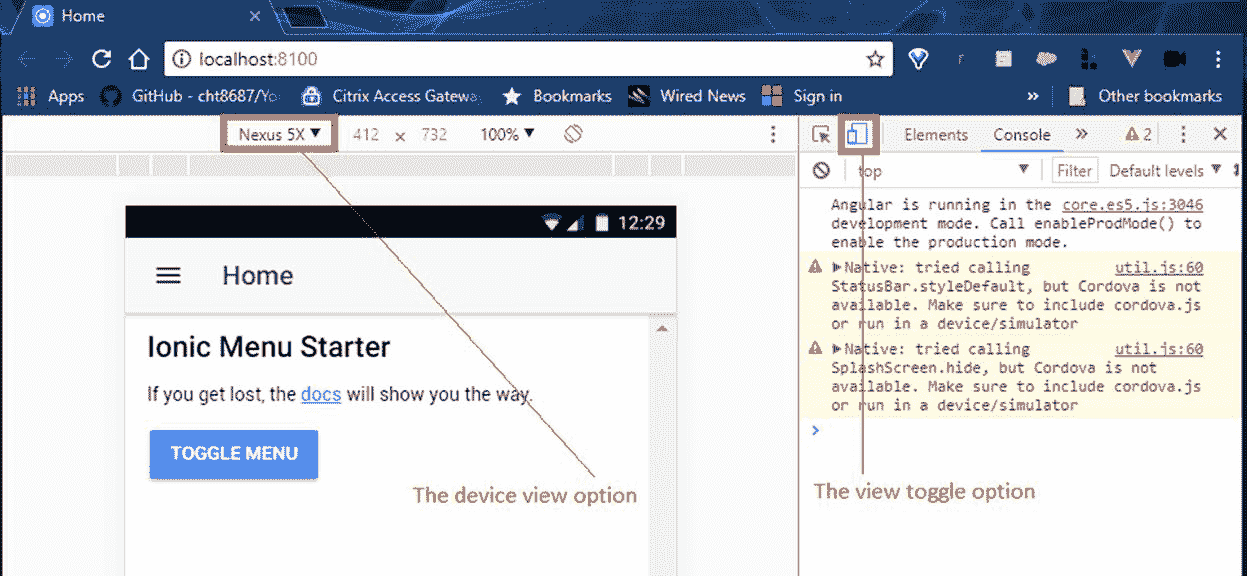 Home
localhost:8100
Apps
GitHub - cht8687/Yo
Citrix Access Gatewa
Bookmarks
Wired News
Sign in
»
Other bookmarks
Nexus 5X ▼
412 × 732
100% ▼
Elements
Console
»
2
top
Filter
Default levels ▼
12:29
Home
Ionic Menu Starter
If you get lost, the docs will show you the way.
TOGGLE MENU
The device view option
Angular is running in the core.es5.js:3046
development mode. Call enableProdMode() to
enable the production mode.
Native: tried calling util.js:60
StatusBar.styleDefault, but Cordova is not
available. Make sure to include cordova.js
or run in a device/simulator
Native: tried calling util.js:60
SplashScreen.hide, but Cordova is not
available. Make sure to include cordova.js
or run in a device/simulator
The view toggle option